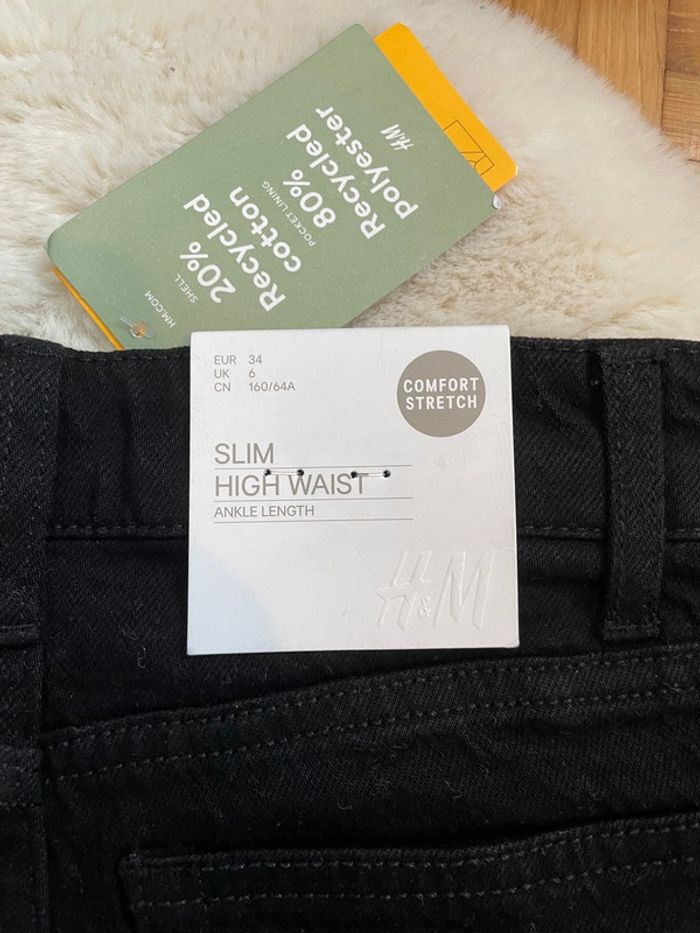 HM.COM
SHELL
20%
Recycled
cotton
POCKET LINING
80%
Recycled
polyester
H&M
EUR 34
UK 6
CN 160/64A
COMFORT
STRETCH
SLIM
HIGH WAIST
ANKLE LENGTH
H&M